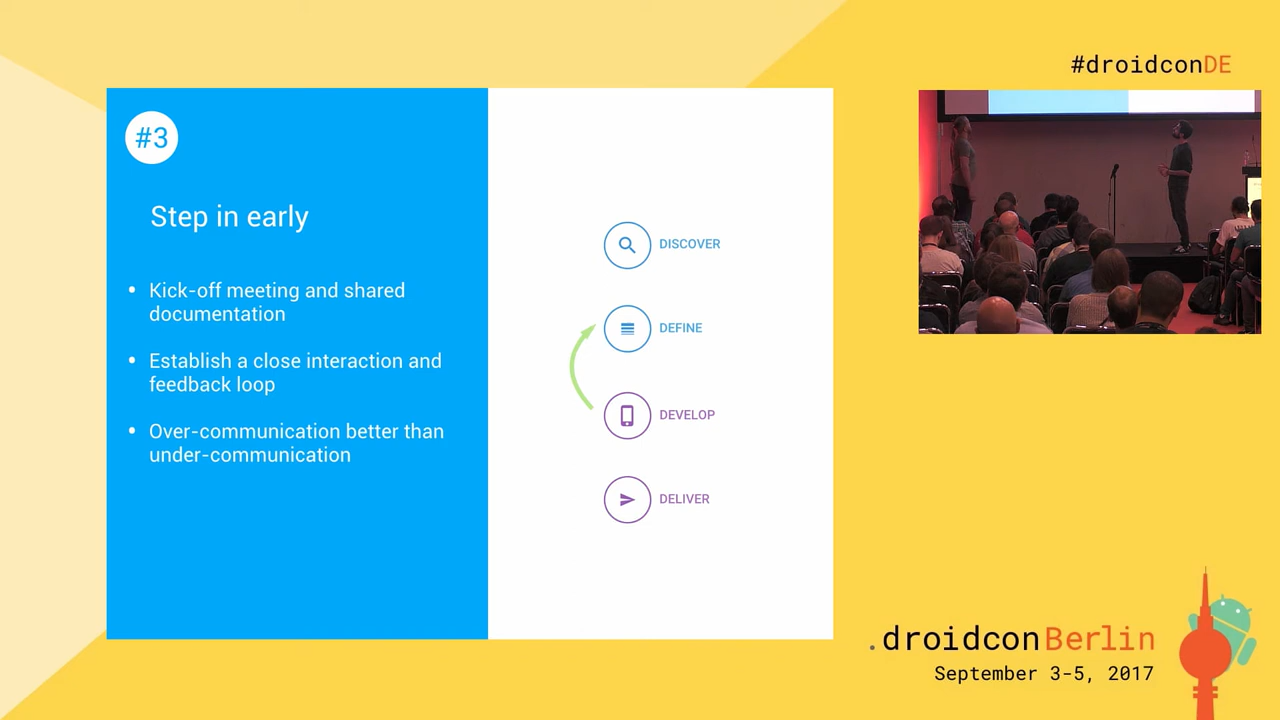 #droidconDE
#3
Step in early
• Kick-off meeting and shared
documentation
• Establish a close interaction and
feedback loop
• Over-communication better than
under-communication
DISCOVER
DEFINE
DEVELOP
DELIVER
.droidconBerlin
September 3-5, 2017